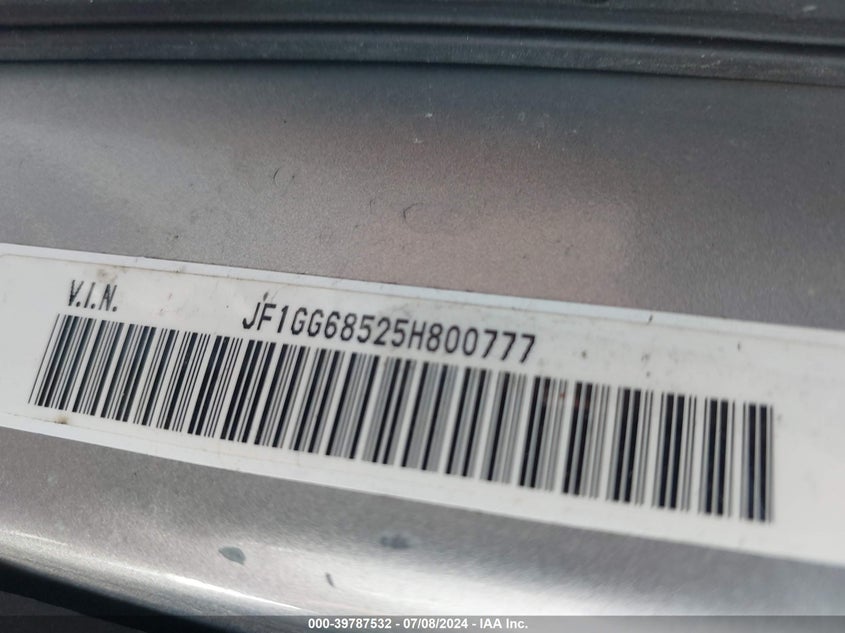 V.I.N.
JF1GG68525H800777
000-39787532 - 07/08/2024 - IAA Inc.